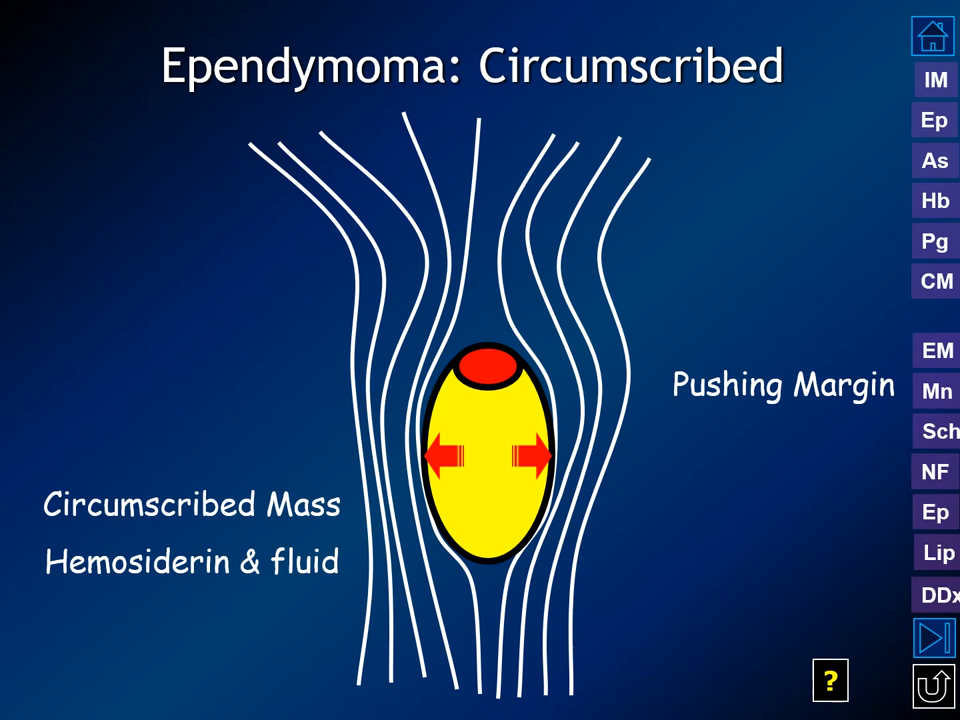 Ependymoma: Circumscribed
Pushing Margin
Circumscribed Mass
Hemosiderin & fluid
IM
Ep
As
Hb
Pg
CM
EM
Mn
Sch
NF
Ep
Lip
DDx
?